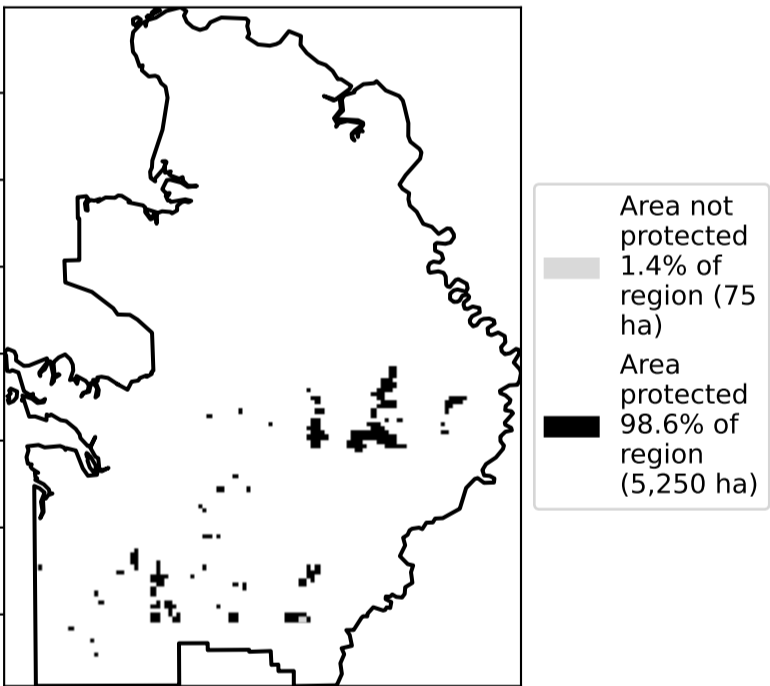 Area not
protected
1.4% of
region (75
ha)
Area
protected
98.6% of
region
(5,250 ha)